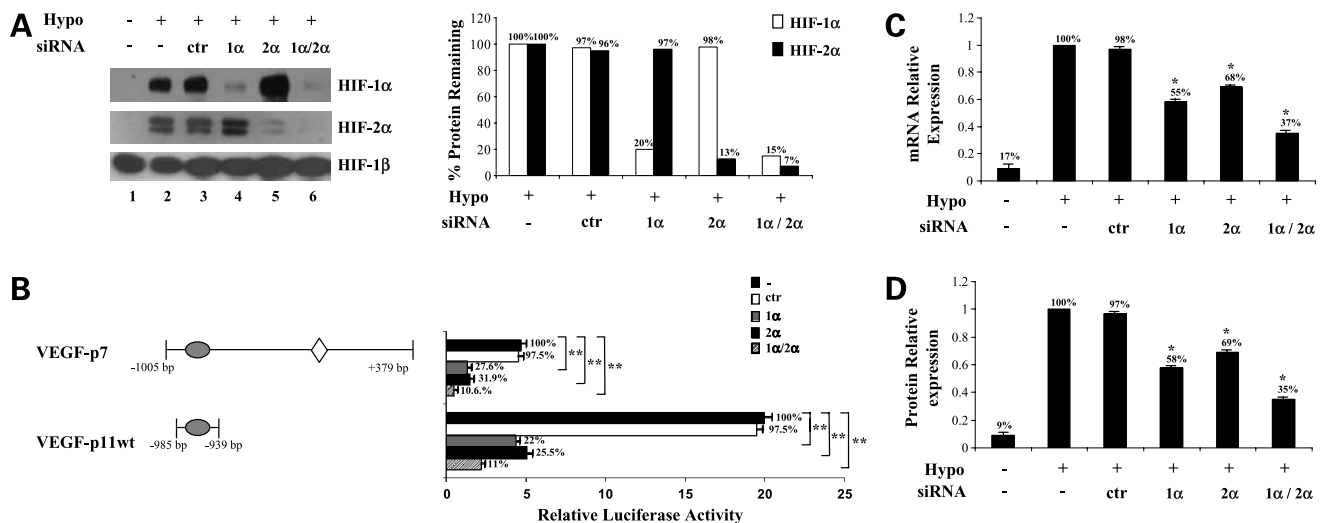 A
Hypo - + + + + +
siRNA - - ctr 1α 2α 1α/2α
HIF-1α
HIF-2α
HIF-1β
1 2 3 4 5 6
% Protein Remaining
120
100
80
60
40
20
0
HIF-1α
HIF-2α
100% 100% 97% 96% 20% 97% 98% 13% 15% 7%
Hypo + + + + +
siRNA - ctr 1α 2α 1α / 2α
C
mRNA Relative
Expression
1.2
1
0.6
0.4
0.2
0
17% 100% 98% * 55% * 68% * 37%
Hypo - + + + + +
siRNA - - ctr 1α 2α 1α / 2α
B
VEGF-p7
-1005 bp +379 bp
VEGF-p11wt
-985 bp -939 bp
-
ctr
1α
2α
1α/2α
100%
97.5%
27.6%
31.9%
10.6.%
** ** **
100%
97.5%
22%
25.5%
11%
** ** **
0 5 10 15 20 25
Relative Luciferase Activity
D
Protein Relative
expression
1.2
1
0.8
0.6
0.4
0.2
0
9% 100% 97% * 58% * 69% * 35%
Hypo - + + + + +
siRNA - - ctr 1α 2α 1α / 2α